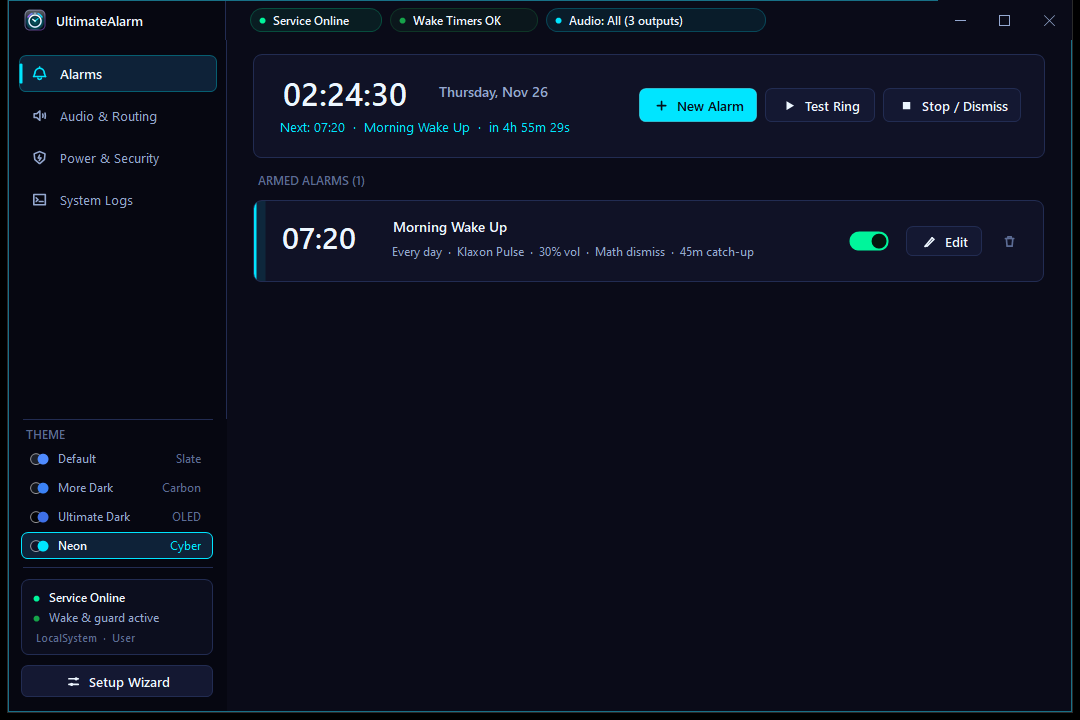 UltimateAlarm
Service Online
Wake Timers OK
Audio: All (3 outputs)
Alarms
Audio & Routing
Power & Security
System Logs
02:24:30
Thursday, Nov 26
Next: 07:20 · Morning Wake Up · in 4h 55m 29s
New Alarm
Test Ring
Stop / Dismiss
ARMED ALARMS (1)
07:20
Morning Wake Up
Every day · Klaxon Pulse · 30% vol · Math dismiss · 45m catch-up
Edit
THEME
Default Slate
More Dark Carbon
Ultimate Dark OLED
Neon Cyber
Service Online
Wake & guard active
LocalSystem · User
Setup Wizard